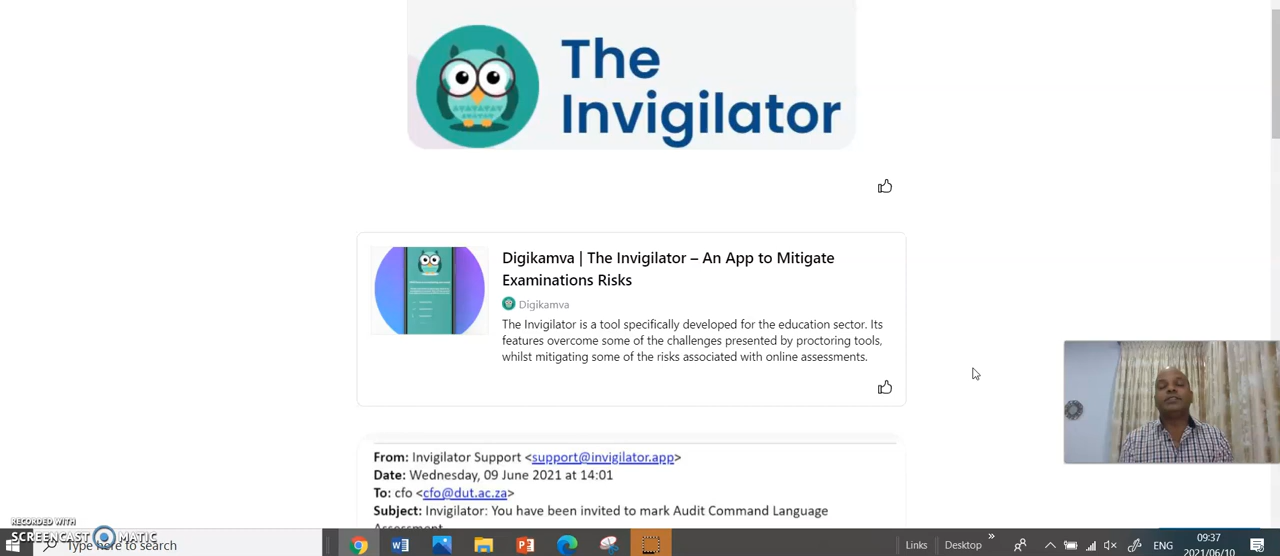 The
Invigilator
Digikamva | The Invigilator – An App to Mitigate
Examinations Risks
Digikamva
The Invigilator is a tool specifically developed for the education sector. Its
features overcome some of the challenges presented by proctoring tools,
whilst mitigating some of the risks associated with online assessments.
From: Invigilator Support <support@invigilator.app>
Date: Wednesday, 09 June 2021 at 14:01
To: cfo <cfo@dut.ac.za>
Subject: Invigilator: You have been invited to mark Audit Command Language
Assessment
RECORDED WITH
SCREENCAST MATIC
Type here to search
Links
Desktop
ENG
09:37
2021/06/10